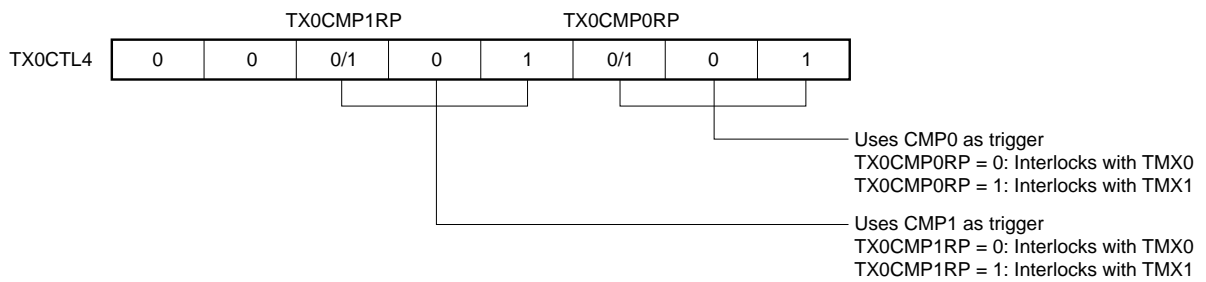 TX0CMP1RP TX0CMP0RP
TX0CTL4 0 0 0/1 0 1 0/1 0 1
Uses CMP0 as trigger
TX0CMP0RP = 0: Interlocks with TMX0
TX0CMP0RP = 1: Interlocks with TMX1
Uses CMP1 as trigger
TX0CMP1RP = 0: Interlocks with TMX0
TX0CMP1RP = 1: Interlocks with TMX1